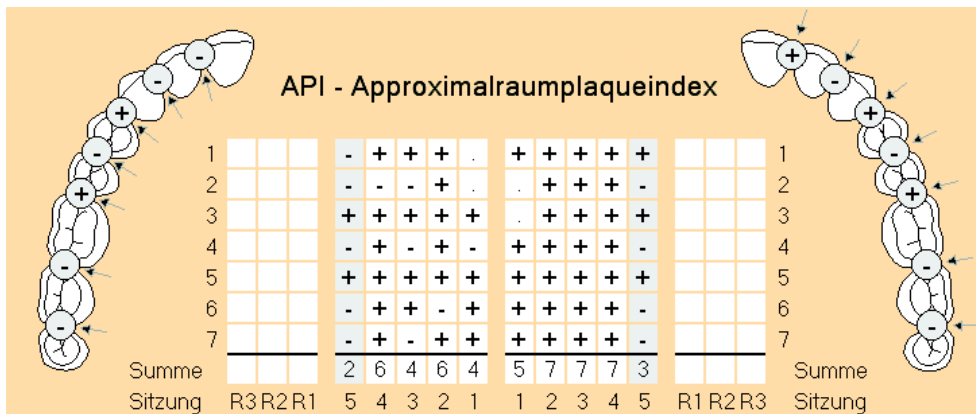 - +
- -
API - Approximalraumplaqueindex
+ +
- 1 - + + + . + + + + + 1 -
2 - - - + . . + + + - 2
+ 3 + + + + + . + + + + 3 +
4 - + - + - + + + + - 4
- 5 + + + + + + + + + + 5 -
6 - + + - + + + + + - 6
- 7 - + - + + + + + + - 7 -
Summe 2 6 4 6 4 5 7 7 7 3 Summe
Sitzung R3 R2 R1 5 4 3 2 1 1 2 3 4 5 R1 R2 R3 Sitzung